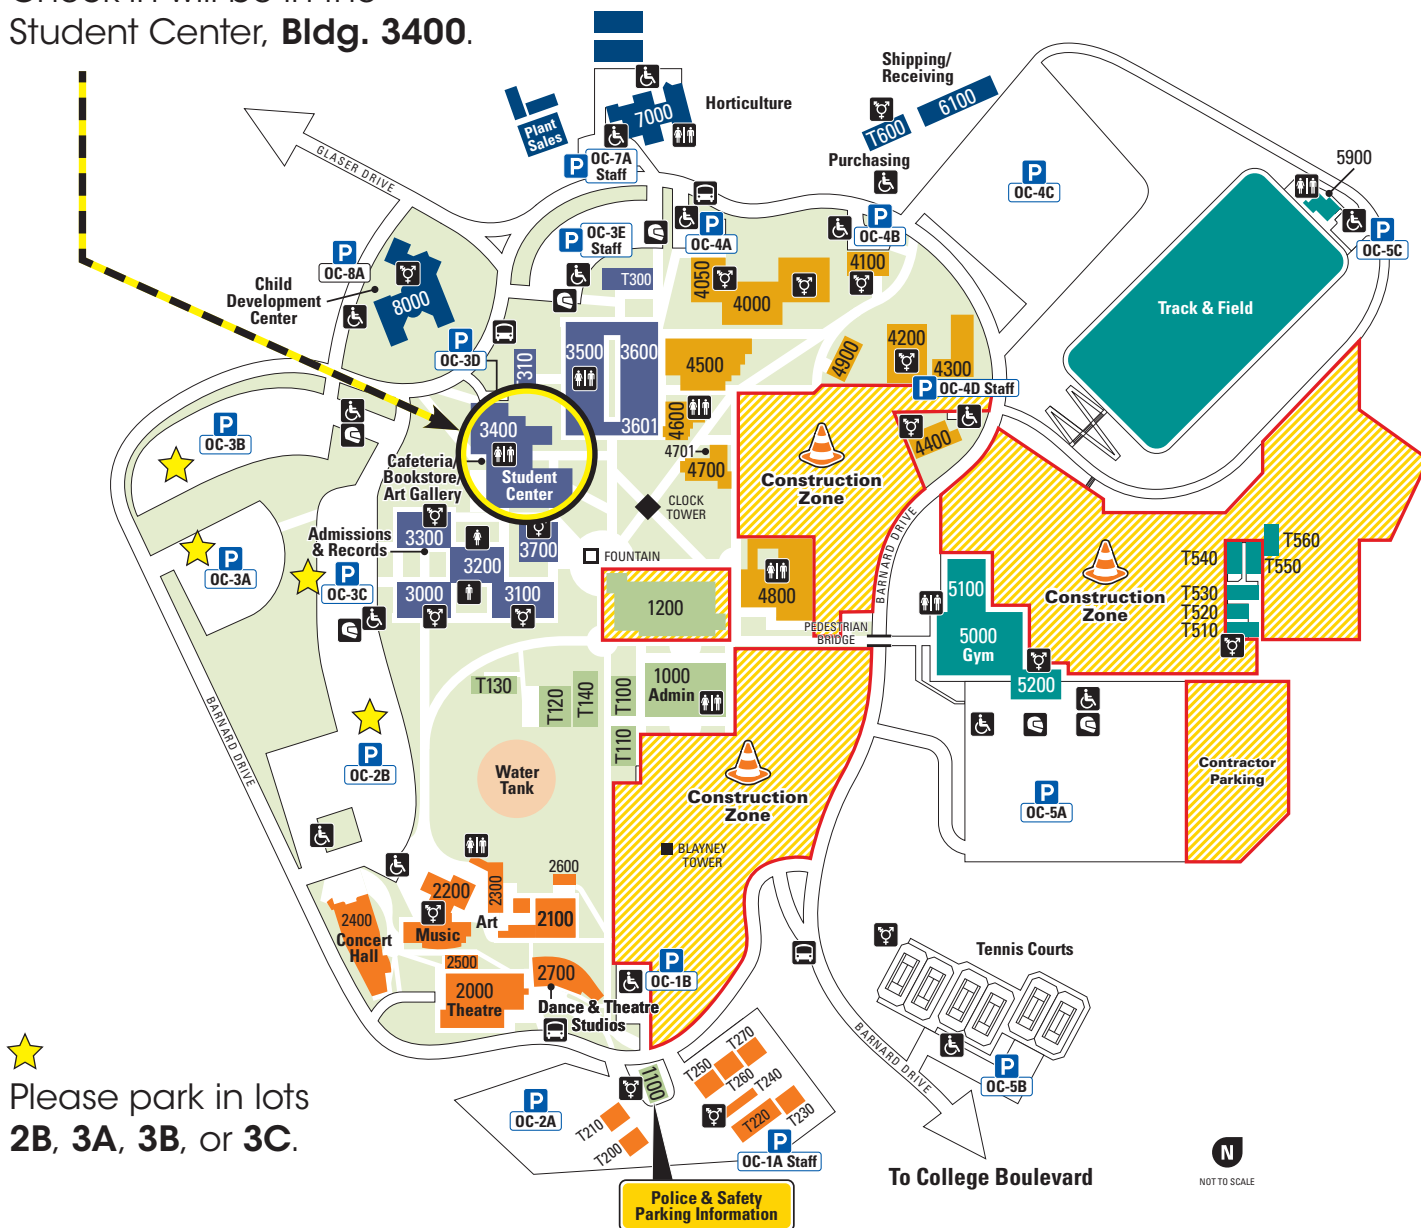 Student Center, Bldg. 3400.
Shipping/
Receiving
6100
T600
Horticulture
7000
Plant
Sales
Purchasing
P
OC-7A
Staff
GLASER DRIVE
5900
P
OC-4C
P
OC-3E
Staff
P
OC-4A
P
OC-4B
P
OC-5C
P
OC-8A
Child
Development
Center
8000
T300
4050
4000
4100
Track & Field
P
OC-3D
310
3500
3600
3601
4500
4900
4200
4300
P
OC-4D Staff
4600
4400
4701
4700
P
OC-3B
3400
Cafeteria/
Bookstore/
Art Gallery
Student
Center
Construction
Zone
CLOCK
TOWER
Admissions
& Records
3300
3200
3700
FOUNTAIN
P
OC-3A
P
OC-3C
3000
3100
1200
4800
BARNARD DRIVE
5100
Construction
Zone
T560
T540
T550
T530
T520
T510
PEDESTRIAN
BRIDGE
5000
Gym
5200
T130
T120
T140
T100
1000
Admin
T110
BARNARD DRIVE
P
OC-2B
Water
Tank
Construction
Zone
Contractor
Parking
P
OC-5A
BLAYNEY
TOWER
2600
2200
2300
2400
Concert
Hall
Music
Art
2100
2500
2700
2000
Theatre
Dance & Theatre
Studios
P
OC-1B
Tennis Courts
BARNARD DRIVE
P
OC-5B
1100
T270
T250
T260
T240
T220
T230
P
OC-2A
T210
T200
P
OC-1A Staff
Please park in lots
2B, 3A, 3B, or 3C.
To College Boulevard
N
NOT TO SCALE
Police & Safety
Parking Information